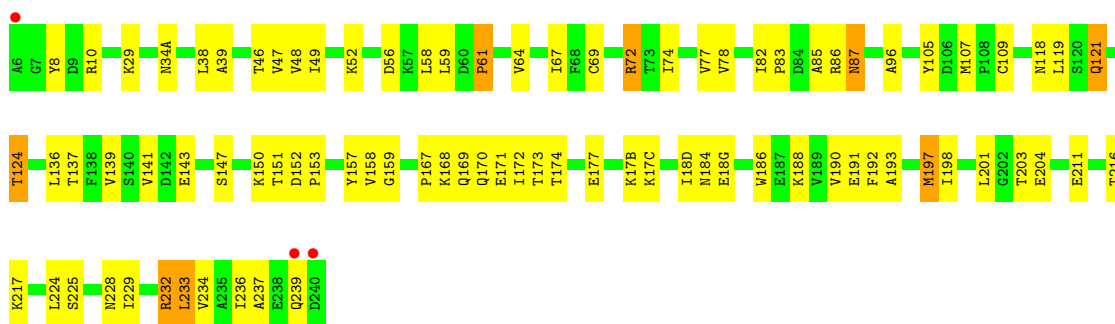 A6 G7 Y8 D9 R10 K29 N34A L38 A39 T46 V47 V48 I49 K52 D56 K57 L58 L59 D60 P61 V64 I67 F68 C69 R72 T73 I74 V77 V78 I82 P83 D84 A85 R86 N87 A96 Y105 D106 M107 P108 C109 N118 L119 S120 Q121
T124 L136 T137 F138 V139 S140 V141 D142 E143 S147 K150 T151 D152 P153 Y157 V158 G159 P167 K168 Q169 Q170 E171 I172 T173 T174 E177 K17B K17C I18D N184 E18G W186 E187 K188 V189 V190 E191 F192 A193 M197 I198 L201 G202 T203 E204 E211 T216
K217 L224 S225 N228 I229 R232 L233 V234 A235 I236 A237 E238 Q239 D240